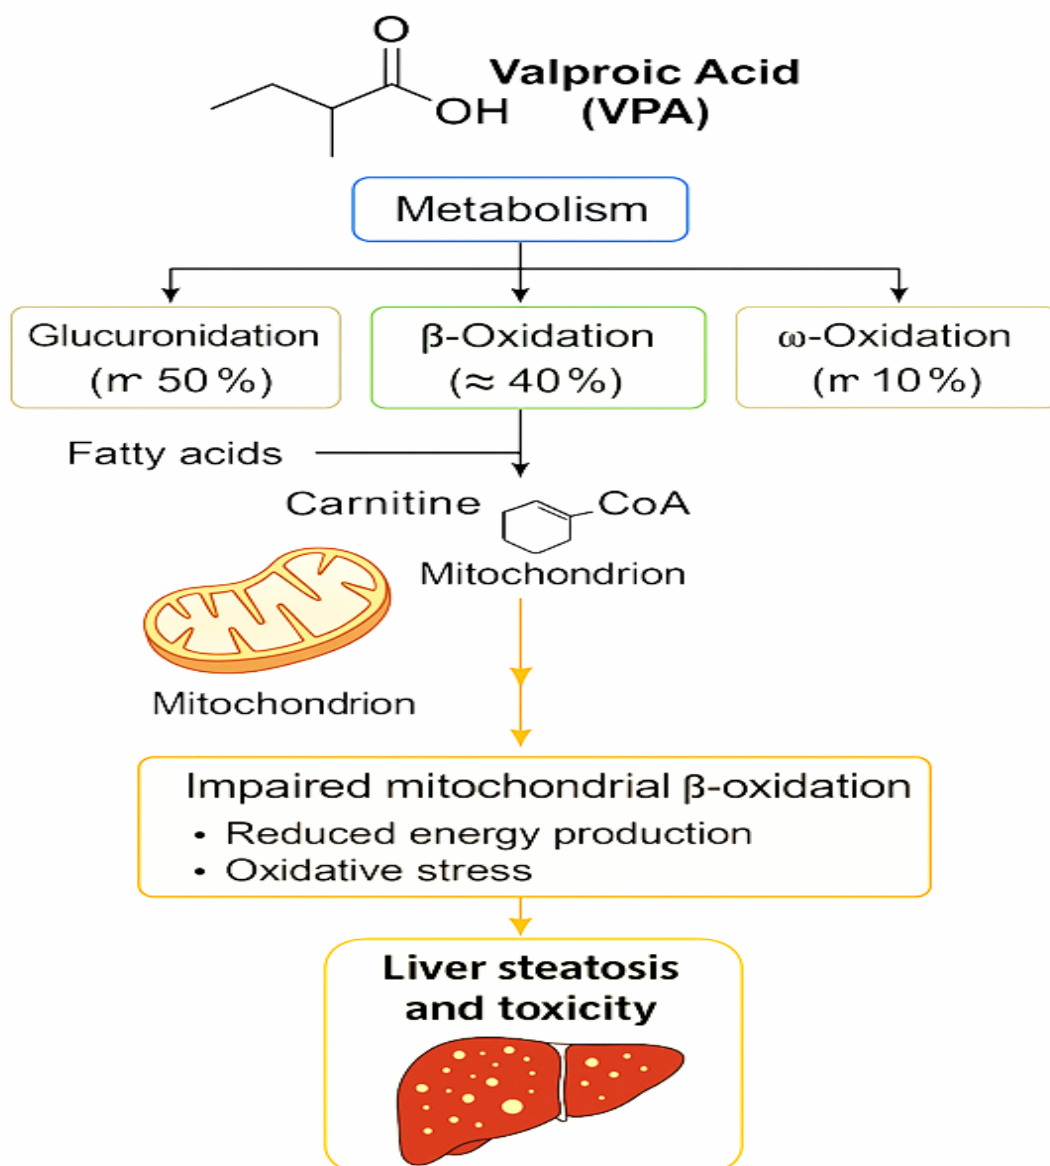 O
OH
Valproic Acid
(VPA)
Metabolism
Glucuronidation
(m 50 %)
β-Oxidation
(≈ 40 %)
ω-Oxidation
(m 10 %)
Fatty acids
Carnitine
CoA
Mitochondrion
Mitochondrion
Impaired mitochondrial β-oxidation
• Reduced energy production
• Oxidative stress
Liver steatosis
and toxicity